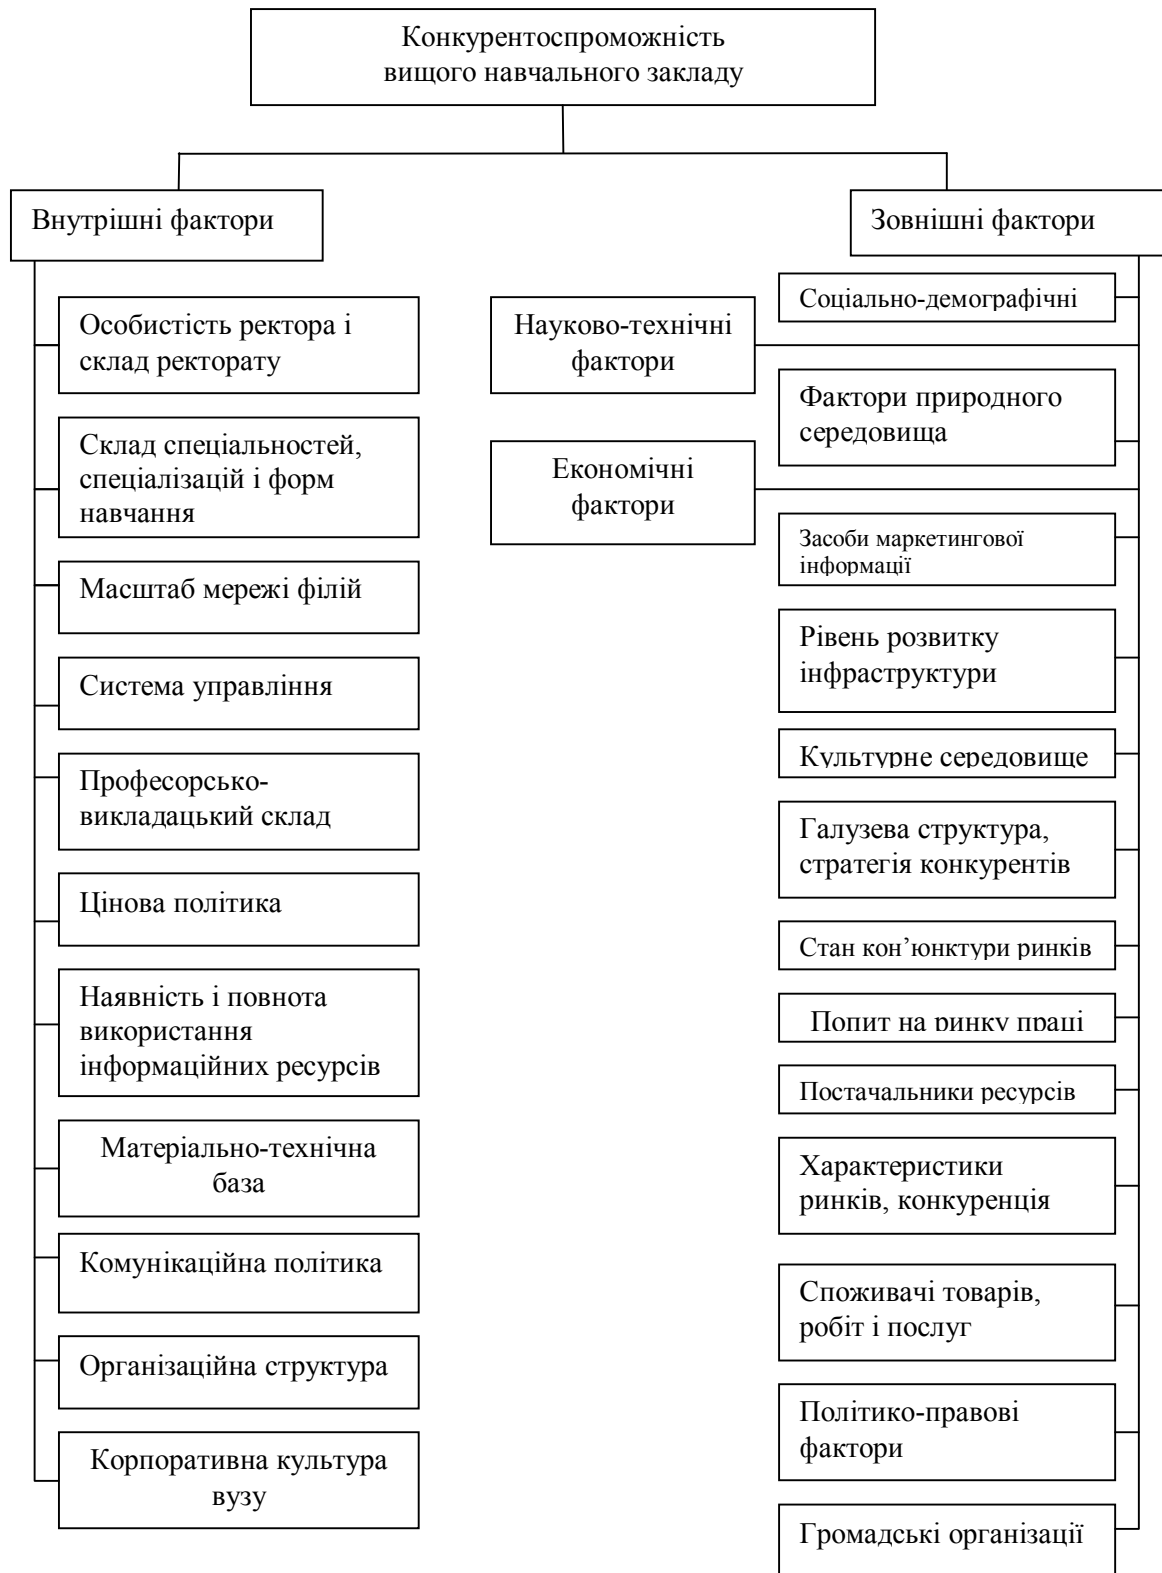 Конкурентоспроможність
вищого навчального закладу
Внутрішні фактори
Особистість ректора і
склад ректорату
Склад спеціальностей,
спеціалізацій і форм
навчання
Масштаб мережі філій
Система управління
Професорсько-
викладацький склад
Цінова політика
Наявність і повнота
використання
інформаційних ресурсів
Матеріально-технічна
база
Комунікаційна політика
Організаційна структура
Корпоративна культура
вузу
Зовнішні фактори
Соціально-демографічні
Науково-технічні
фактори
Фактори природного
середовища
Економічні
фактори
Засоби маркетингової
інформації
Рівень розвитку
інфраструктури
Культурне середовище
Галузева структура,
стратегія конкурентів
Стан кон’юнктури ринків
Попит на ринку праці
Постачальники ресурсів
Характеристики
ринків, конкуренція
Споживачі товарів,
робіт і послуг
Політико-правові
фактори
Громадські організації